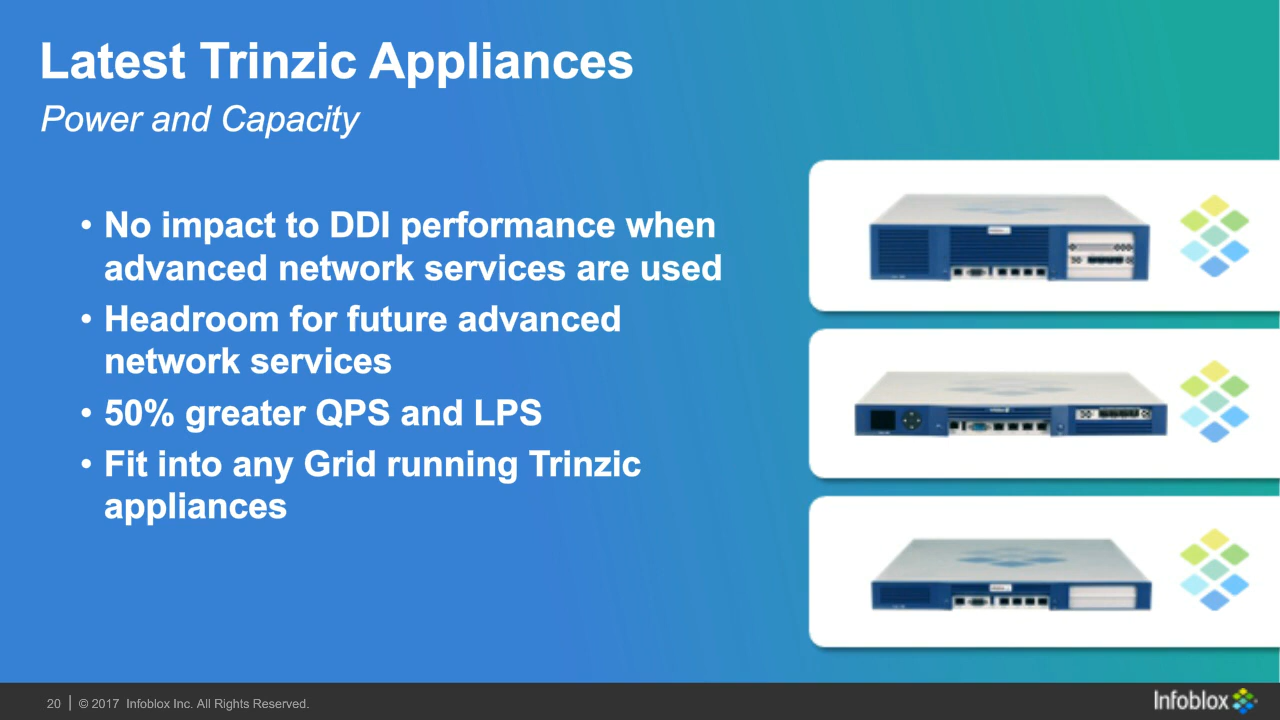 Latest Trinzic Appliances
Power and Capacity
• No impact to DDI performance when
advanced network services are used
• Headroom for future advanced
network services
• 50% greater QPS and LPS
• Fit into any Grid running Trinzic
appliances
20 | © 2017 Infoblox Inc. All Rights Reserved.
Infoblox